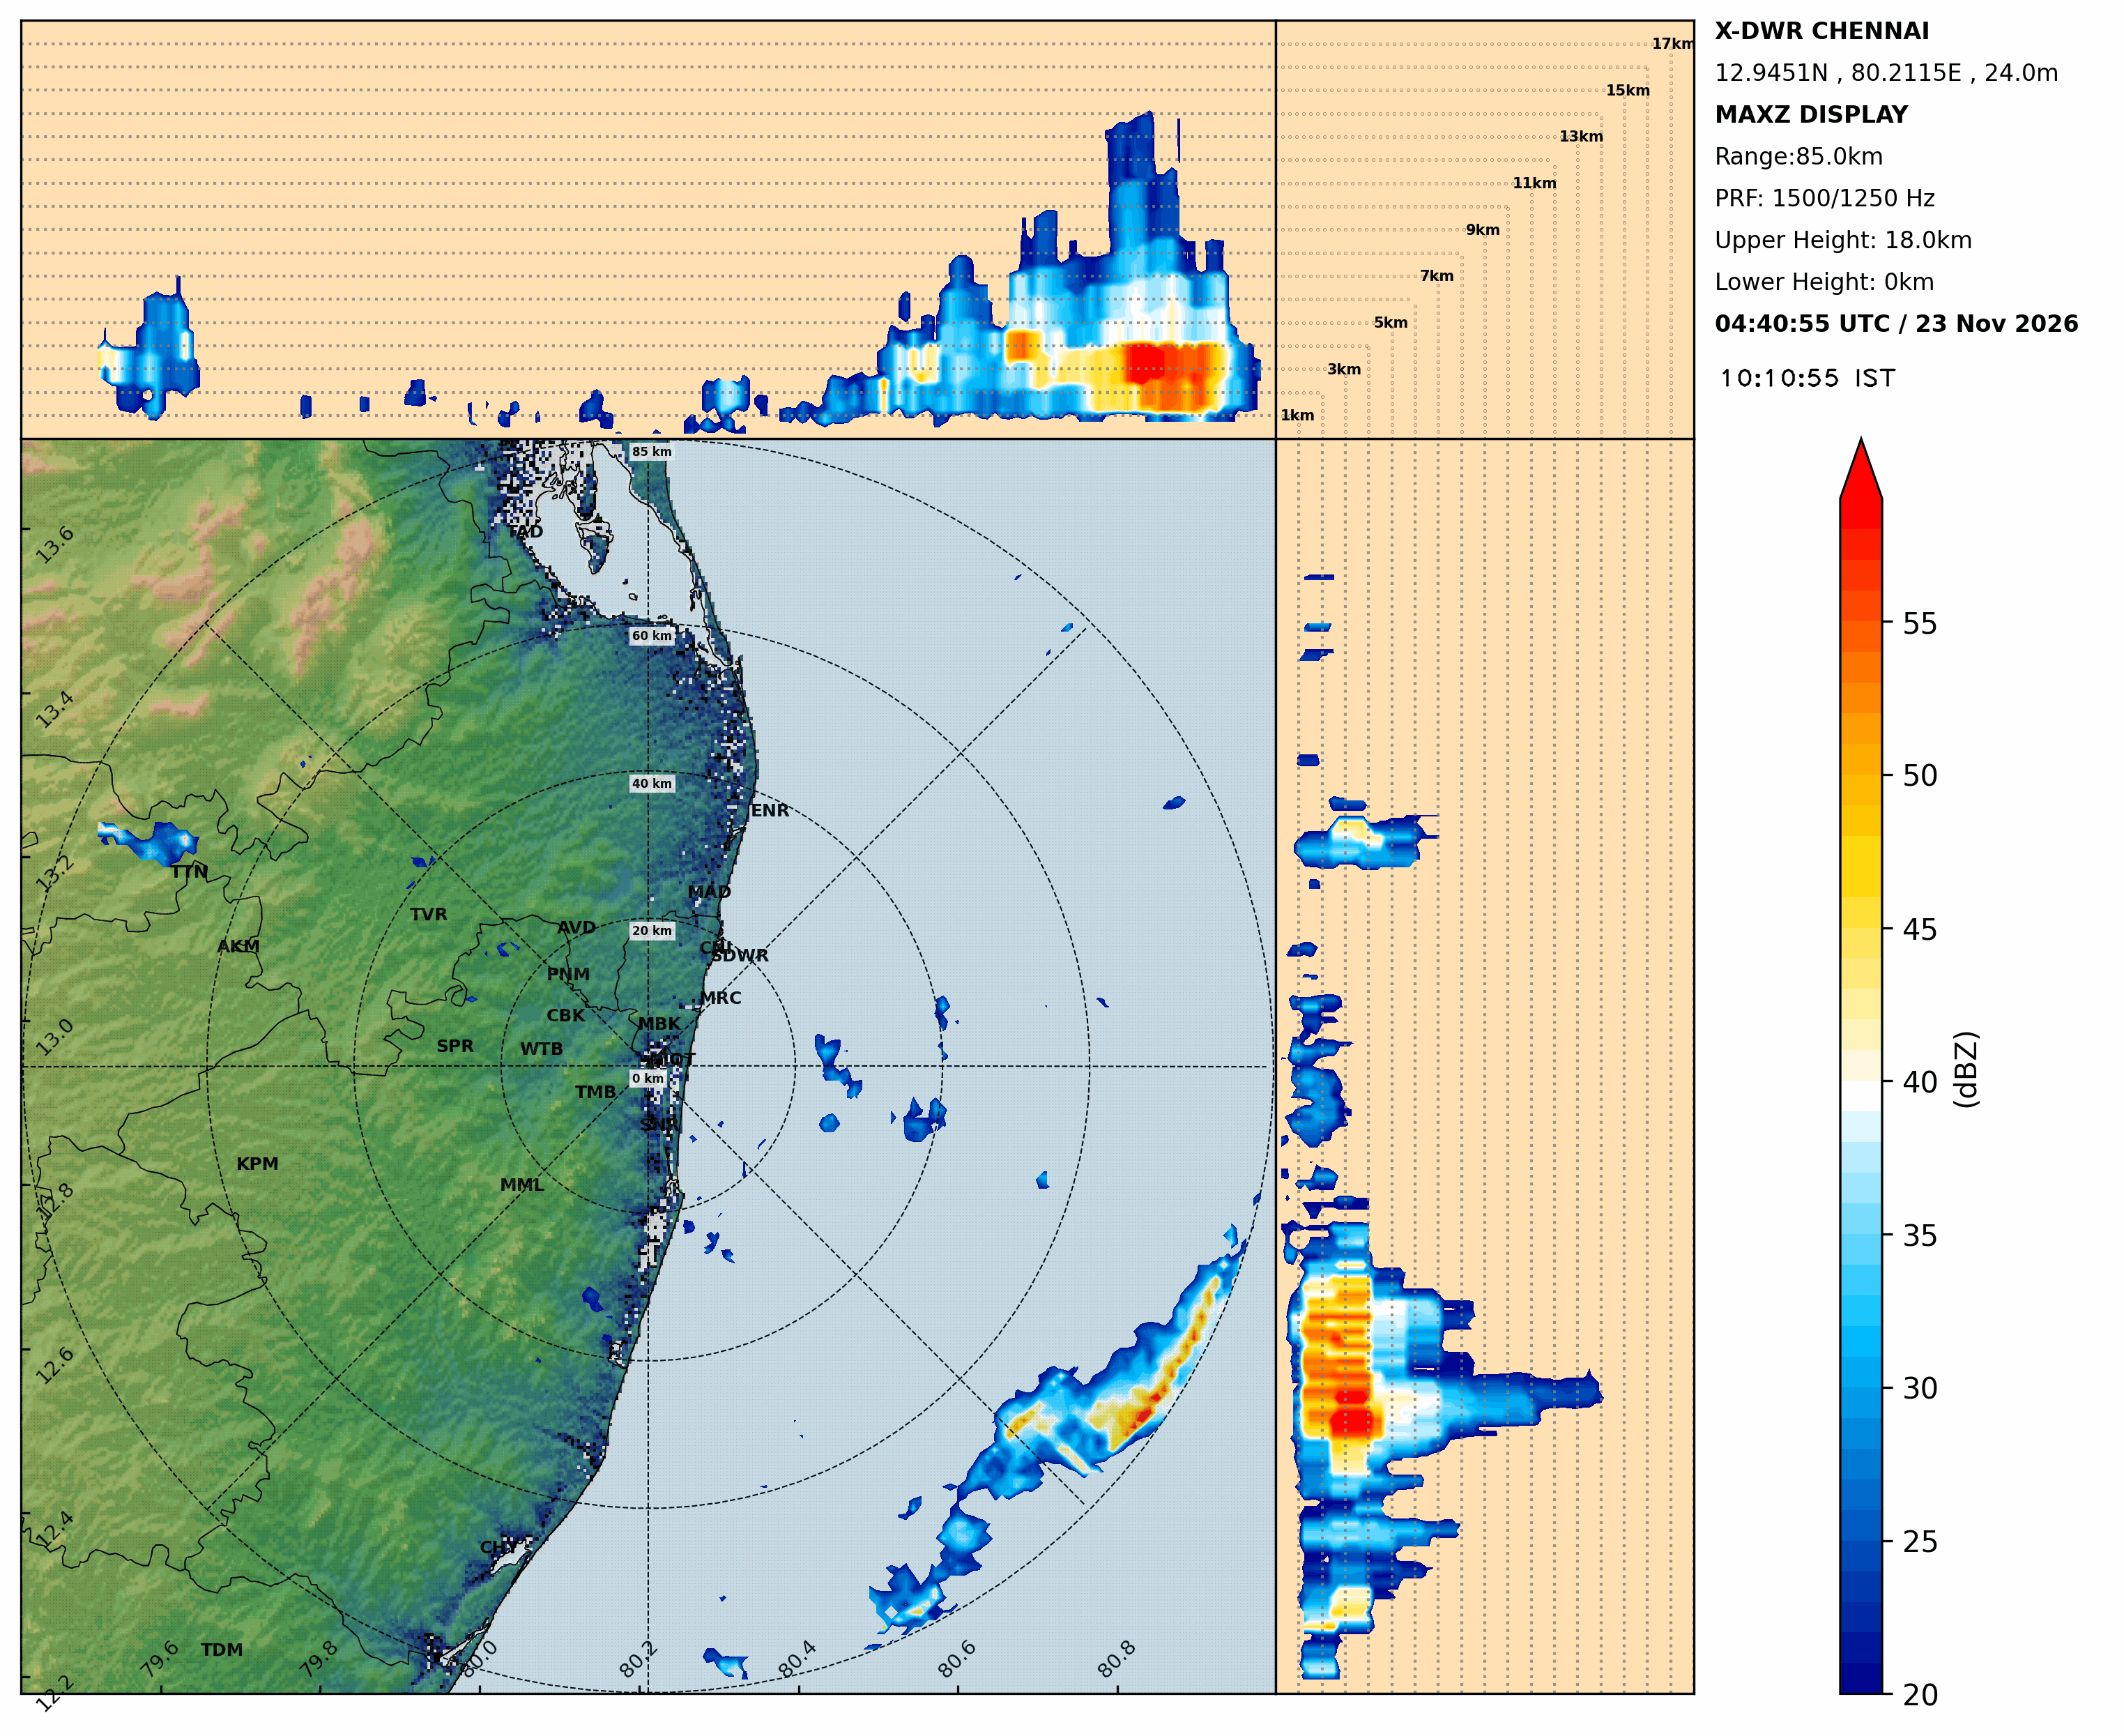 X-DWR CHENNAI
12.9451N , 80.2115E , 24.0m
MAXZ DISPLAY
Range:85.0km
PRF: 1500/1250 Hz
Upper Height: 18.0km
Lower Height: 0km
04:40:55 UTC / 23 Nov 2026
10:10:55 IST
17km
15km
13km
11km
9km
7km
5km
3km
1km
85 km
60 km
40 km
20 km
0 km
TAD
ENR
TTN
MAD
TVR
AVD
AKM
SDWR
PNM
MRC
CBK
MBK
SPR
WTB
TMB
SNR
KPM
MML
CHY
TDM
13.6
13.4
13.2
13.0
12.8
12.6
12.4
12.2
79.6
79.8
80.0
80.2
80.4
80.6
80.8
55
50
45
40
35
30
25
20
(dBZ)